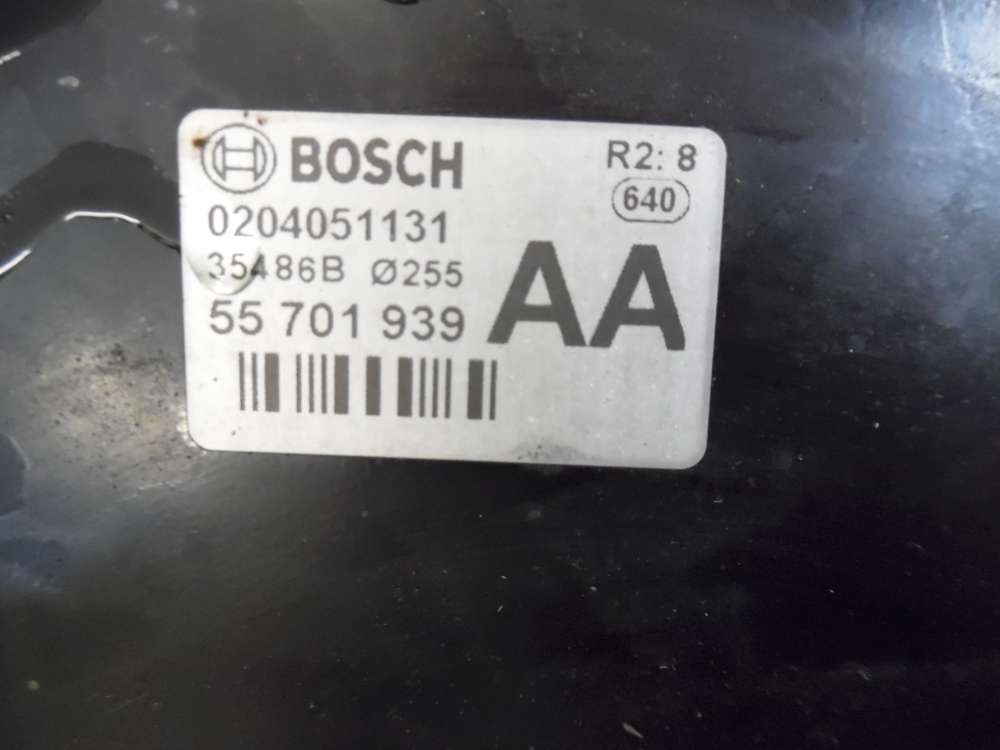 BOSCH R2: 8
640
0204051131
35486B Ø255
55 701 939 AA